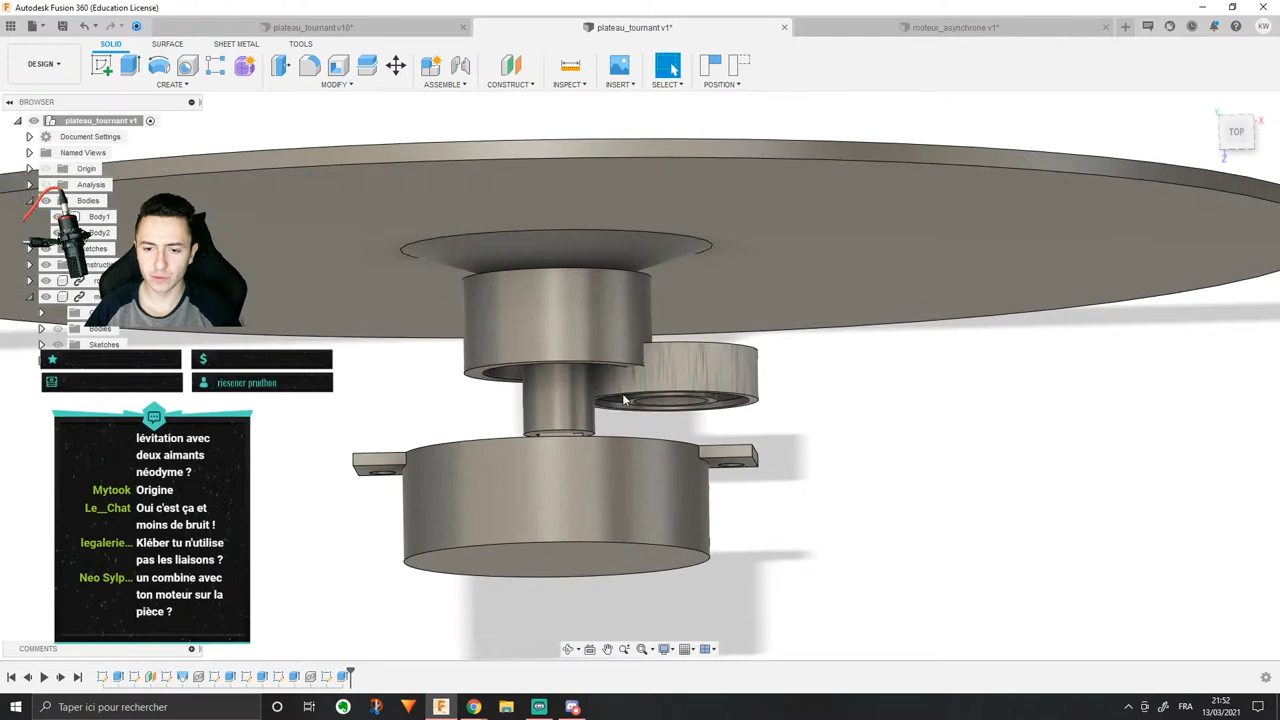 Autodesk Fusion 360 (Education License)
plateau_tournant v10*
plateau_tournant v1*
moteur_asynchrone v1*
KW
SOLID
SURFACE
SHEET METAL
TOOLS
DESIGN
CREATE
MODIFY
ASSEMBLE
CONSTRUCT
INSPECT
INSERT
SELECT
POSITION
BROWSER
plateau_tournant v1
Document Settings
Named Views
Origin
Analysis
Bodies
Body1
Body2
Bodies
Sketches
Y
X
TOP
Z
riesener prudhon
lévitation avec
deux aimants
néodyme ?
Mytook Origine
Le__Chat Oui c'est ça et
moins de bruit !
legalerie... Kléber tu n'utilise
pas les liaisons ?
Neo Sylp... un combine avec
ton moteur sur la
pièce ?
COMMENTS
Taper ici pour rechercher
FRA
21:52
13/03/2021